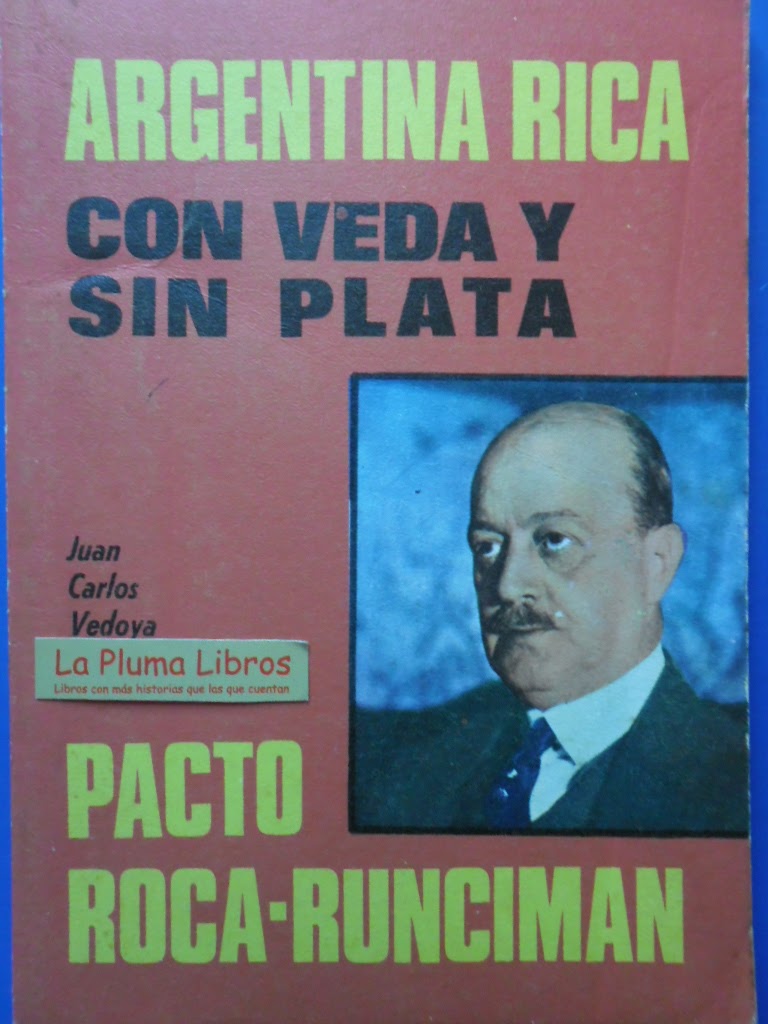 ARGENTINA RICA
CON VEDA Y
SIN PLATA
Juan
Carlos
Vedoya
La Pluma Libros
Libros con más historias que las que cuentan
PACTO
ROCA-RUNCIMAN